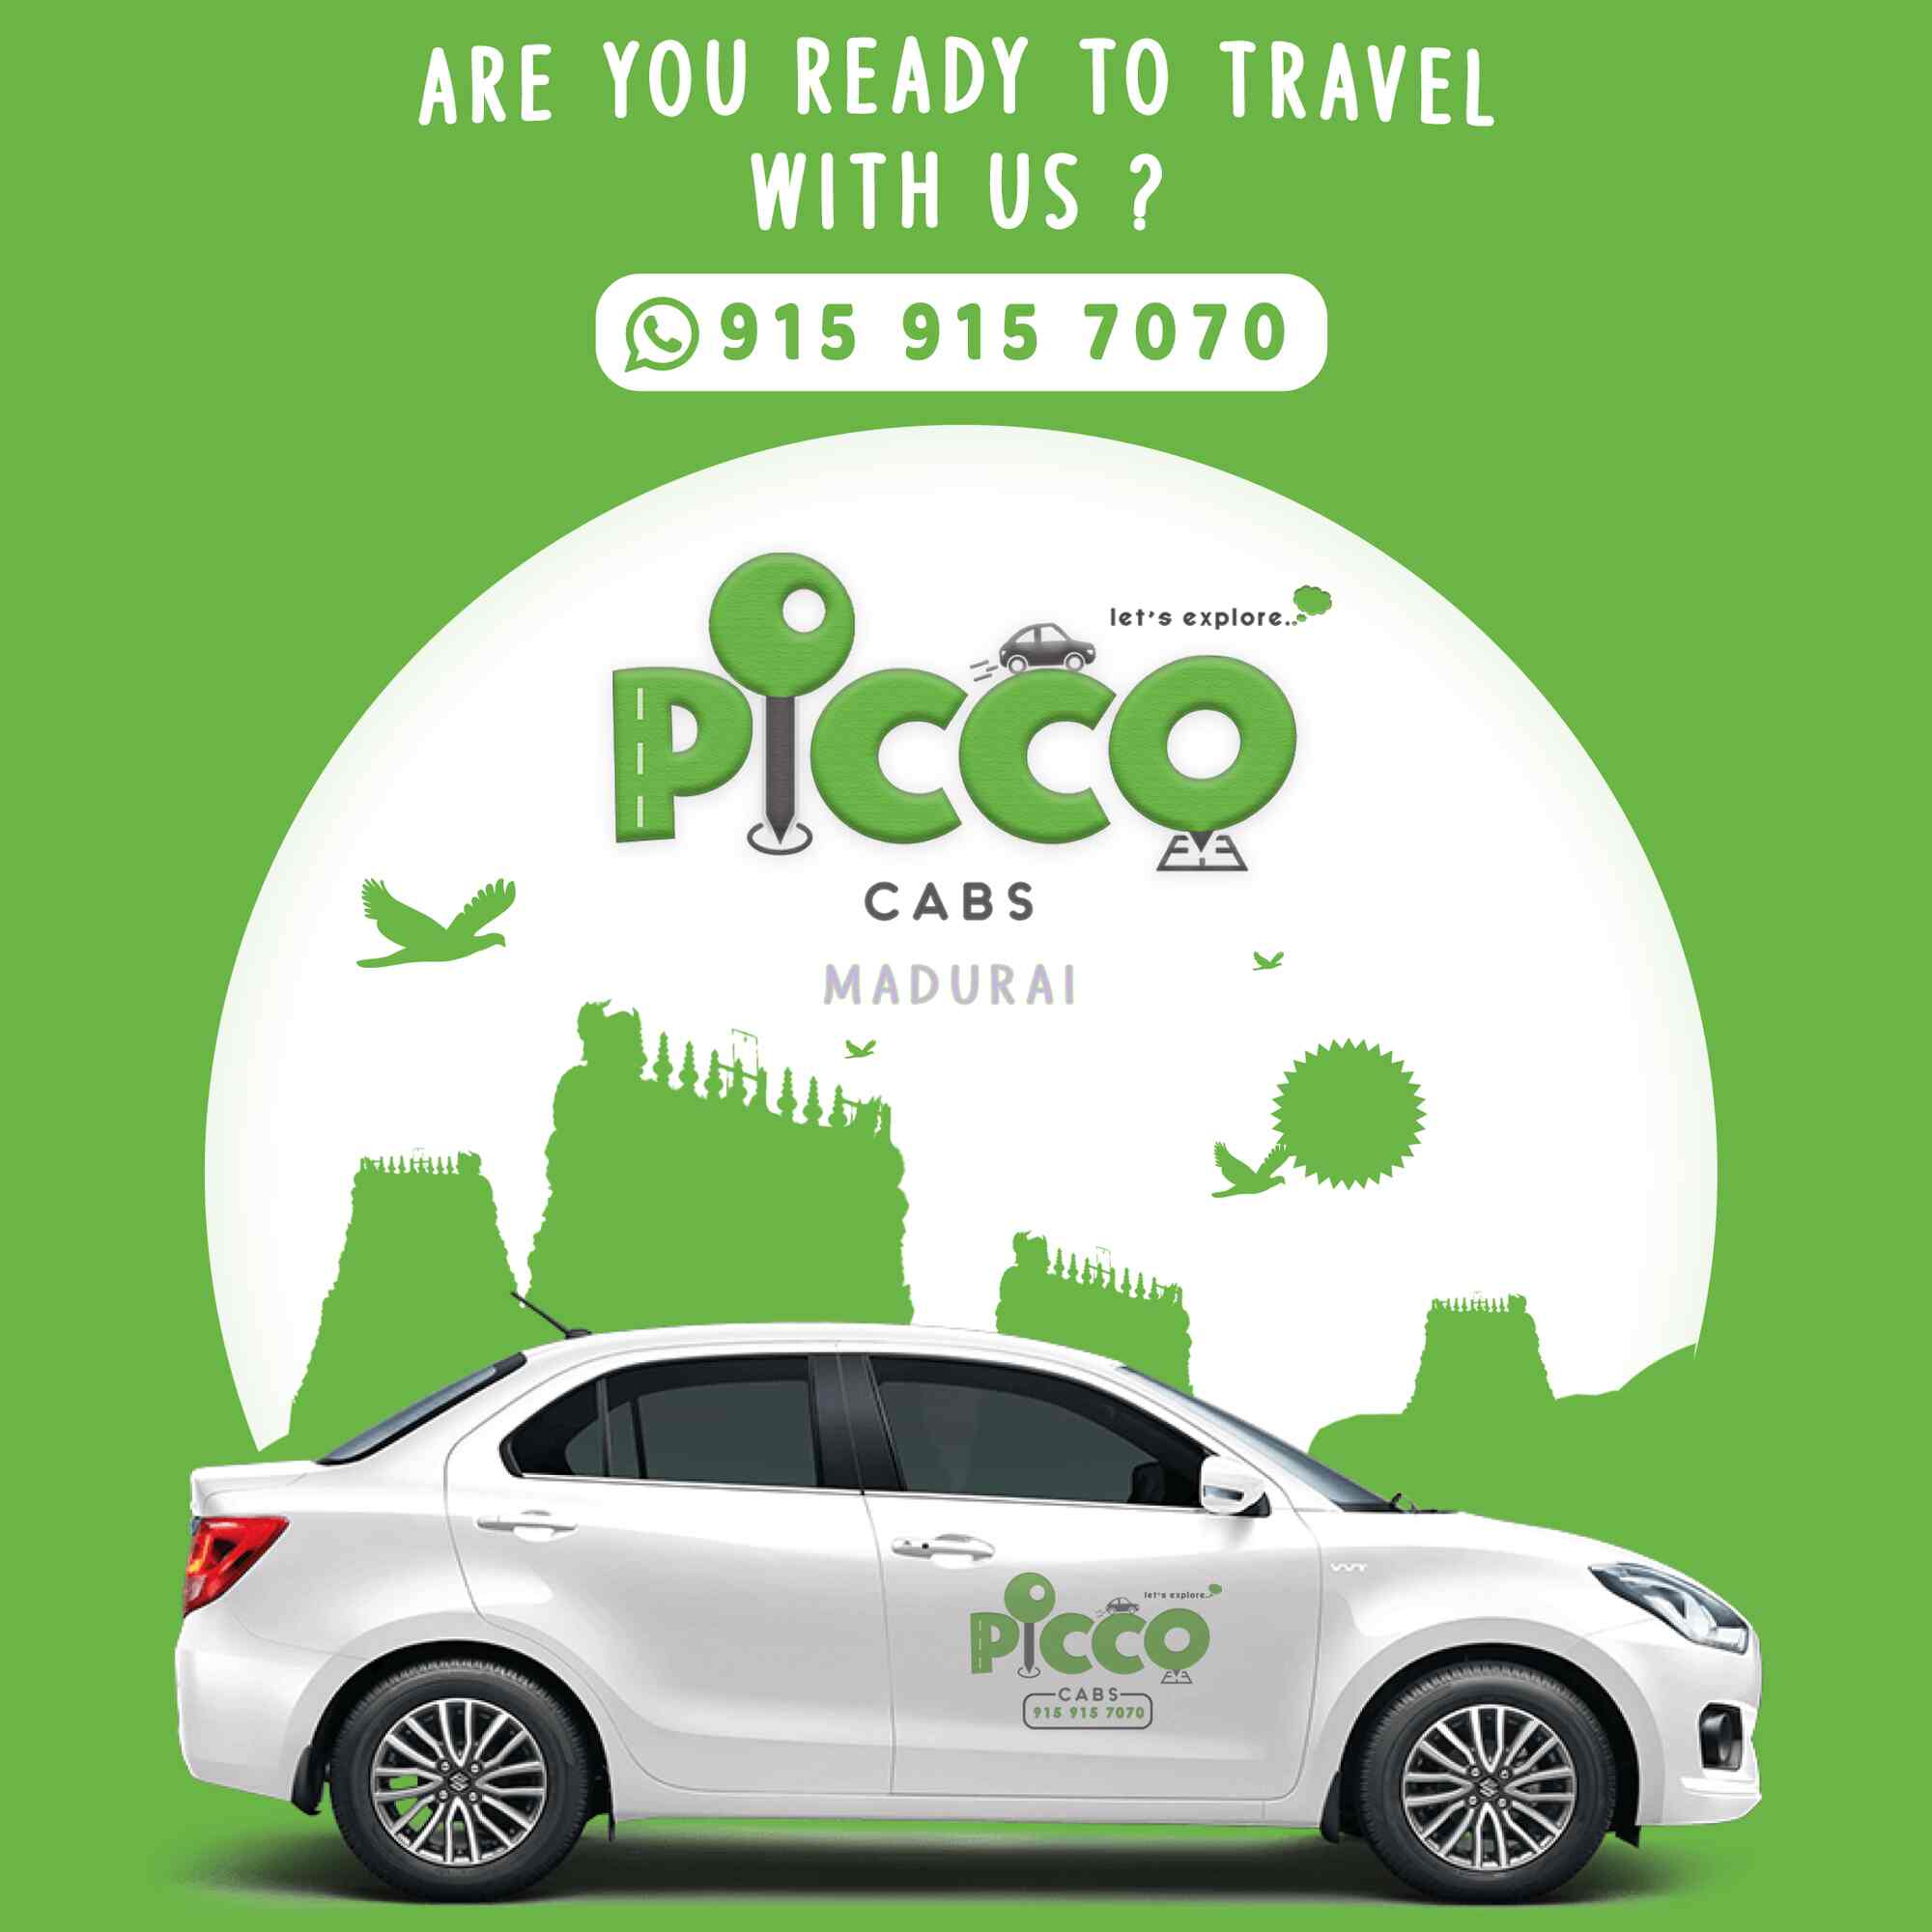 ARE YOU READY TO TRAVEL
WITH US ?
915 915 7070
let's explore..
PiCCO
CABS
MADURAI
VVT
let's explore..
PiCCO
CABS
915 915 7070